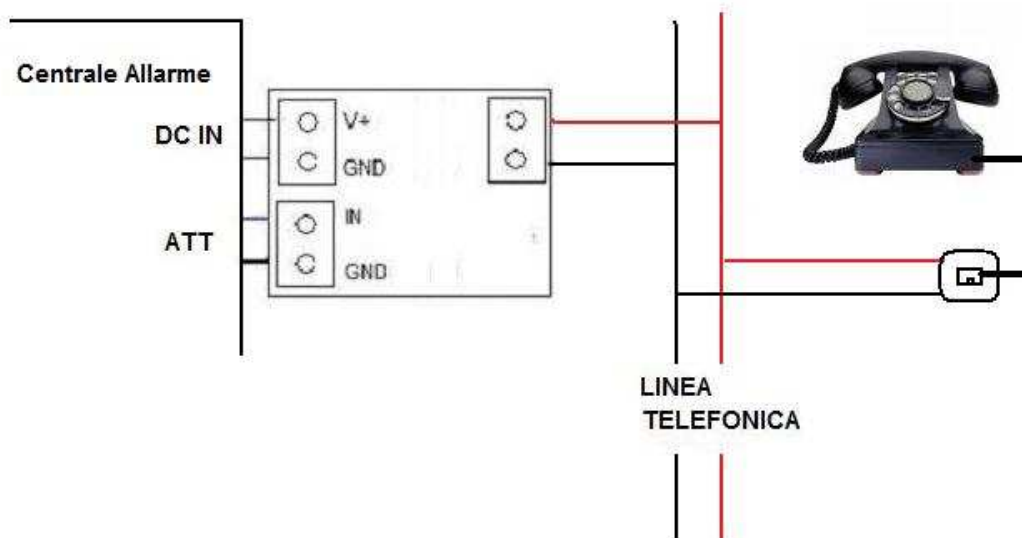 Centrale Allarme
DC IN
V+
GND
ATT
IN
GND
LINEA
TELEFONICA